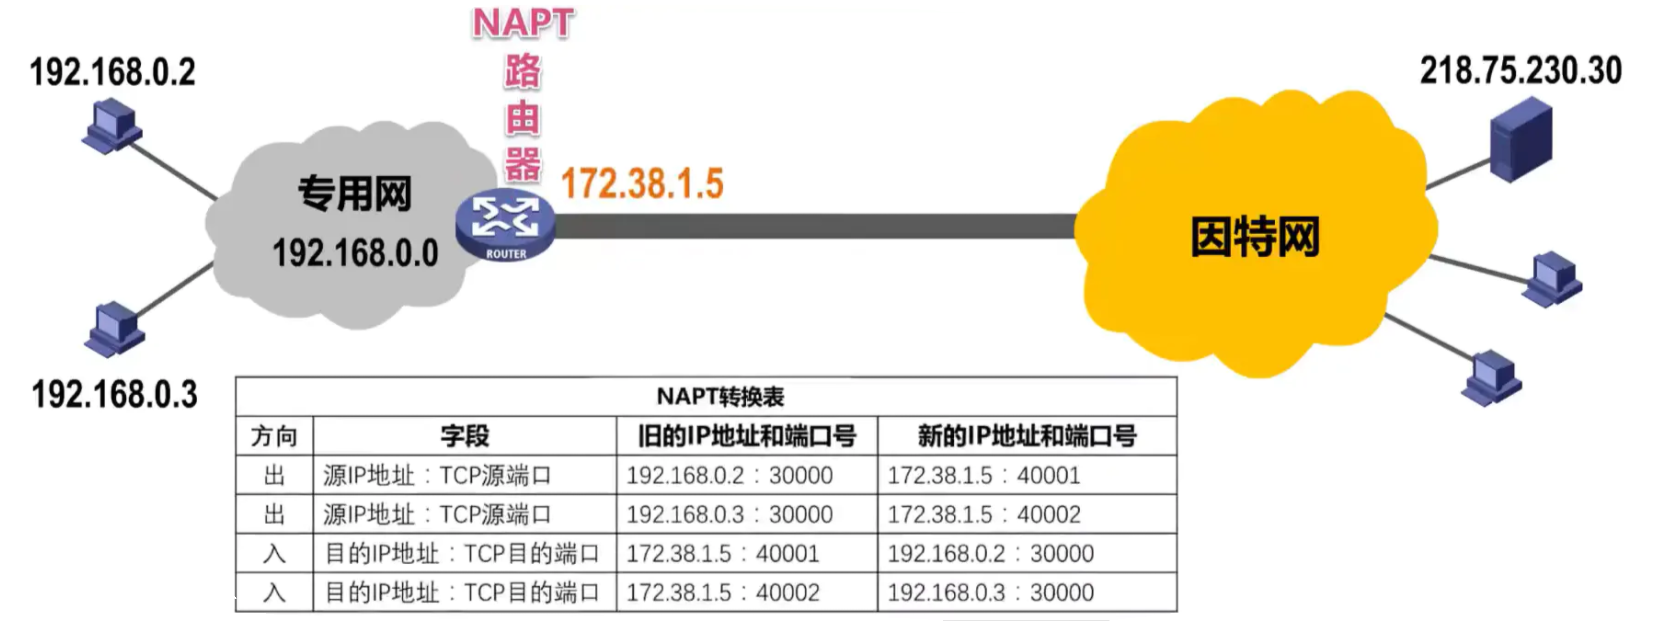 NAPT
路
由
器
192.168.0.2
218.75.230.30
172.38.1.5
专用网
192.168.0.0
ROUTER
因特网
192.168.0.3
NAPT转换表
方向 字段 旧的IP地址和端口号 新的IP地址和端口号
出 源IP地址：TCP源端口 192.168.0.2：30000 172.38.1.5：40001
出 源IP地址：TCP源端口 192.168.0.3：30000 172.38.1.5：40002
入 目的IP地址：TCP目的端口 172.38.1.5：40001 192.168.0.2：30000
入 目的IP地址：TCP目的端口 172.38.1.5：40002 192.168.0.3：30000